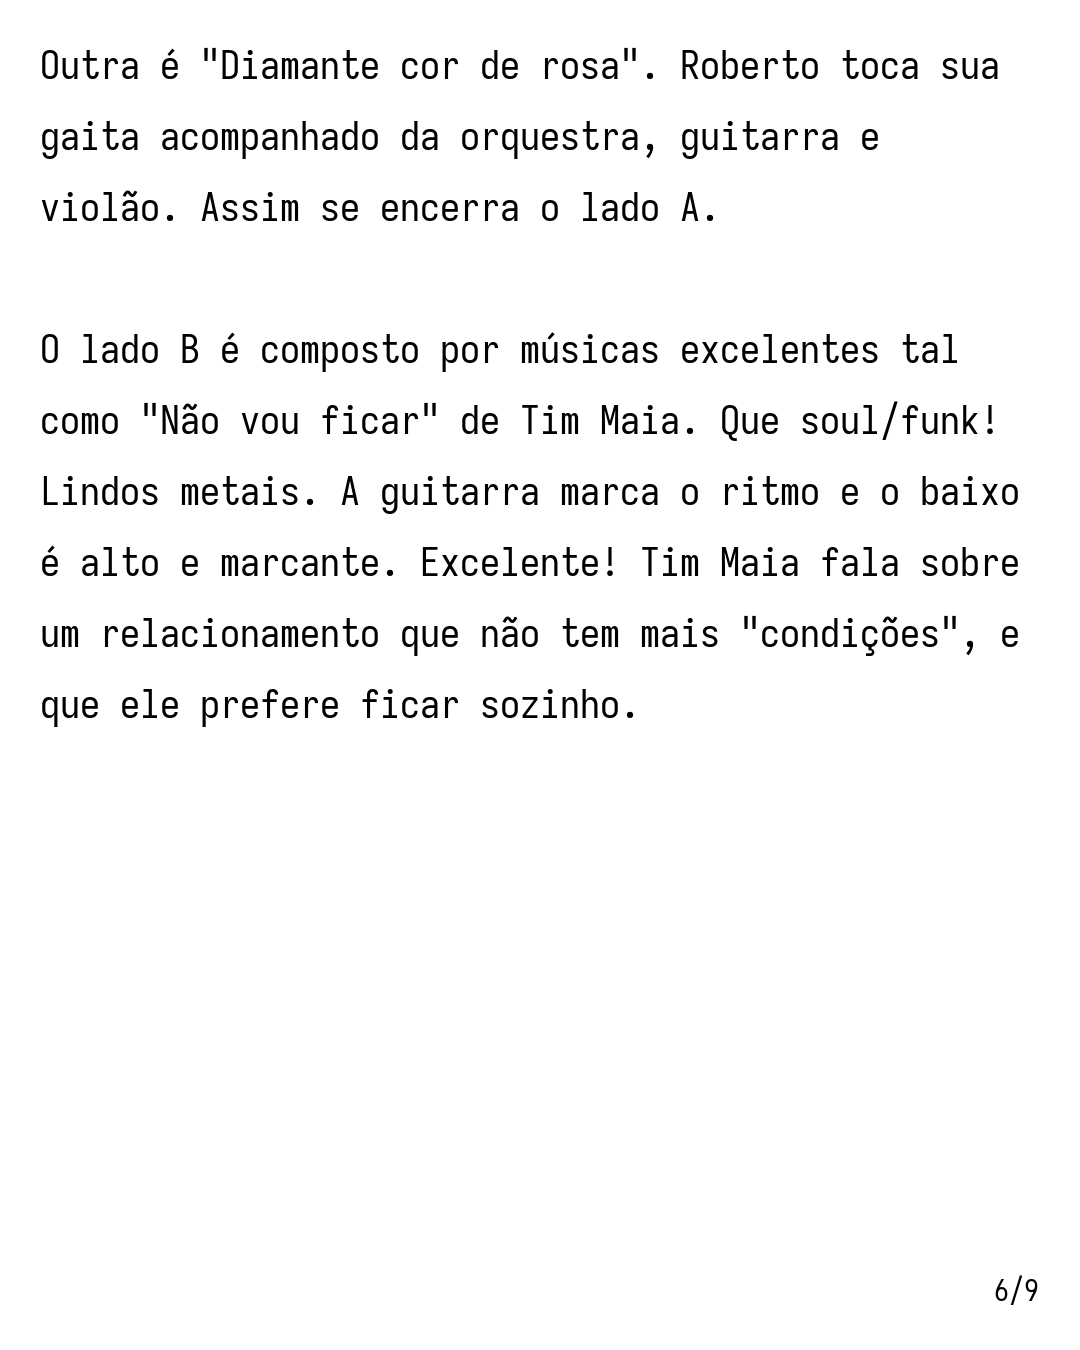 Outra é "Diamante cor de rosa". Roberto toca sua
gaita acompanhado da orquestra, guitarra e
violão. Assim se encerra o lado A.
O lado B é composto por músicas excelentes tal
como "Não vou ficar" de Tim Maia. Que soul/funk!
Lindos metais. A guitarra marca o ritmo e o baixo
é alto e marcante. Excelente! Tim Maia fala sobre
um relacionamento que não tem mais "condições", e
que ele prefere ficar sozinho.
6/9